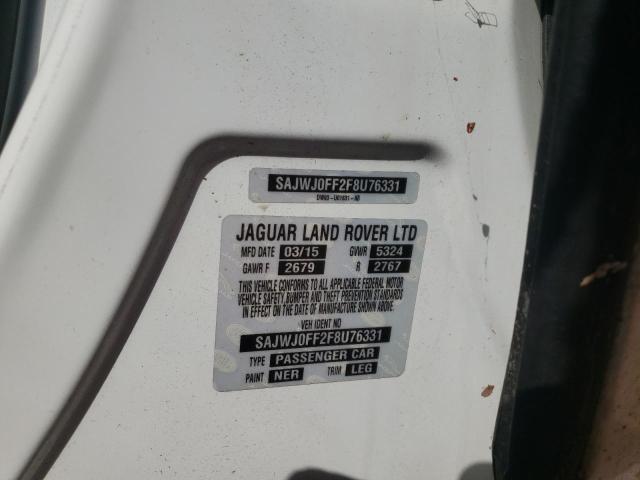 SAJWJ0FF2F8U76331
JAGUAR LAND ROVER LTD
MFD DATE 03/15 GVWR 5324
GAWR F 2679 R 2767
THIS VEHICLE CONFORMS TO ALL APPLICABLE FEDERAL MOTOR
VEHICLE SAFETY, BUMPER AND THEFT PREVENTION STANDARDS
IN EFFECT ON THE DATE OF MANUFACTURE SHOWN ABOVE.
VEH IDENT NO
SAJWJ0FF2F8U76331
TYPE PASSENGER CAR
PAINT NER TRIM LEG